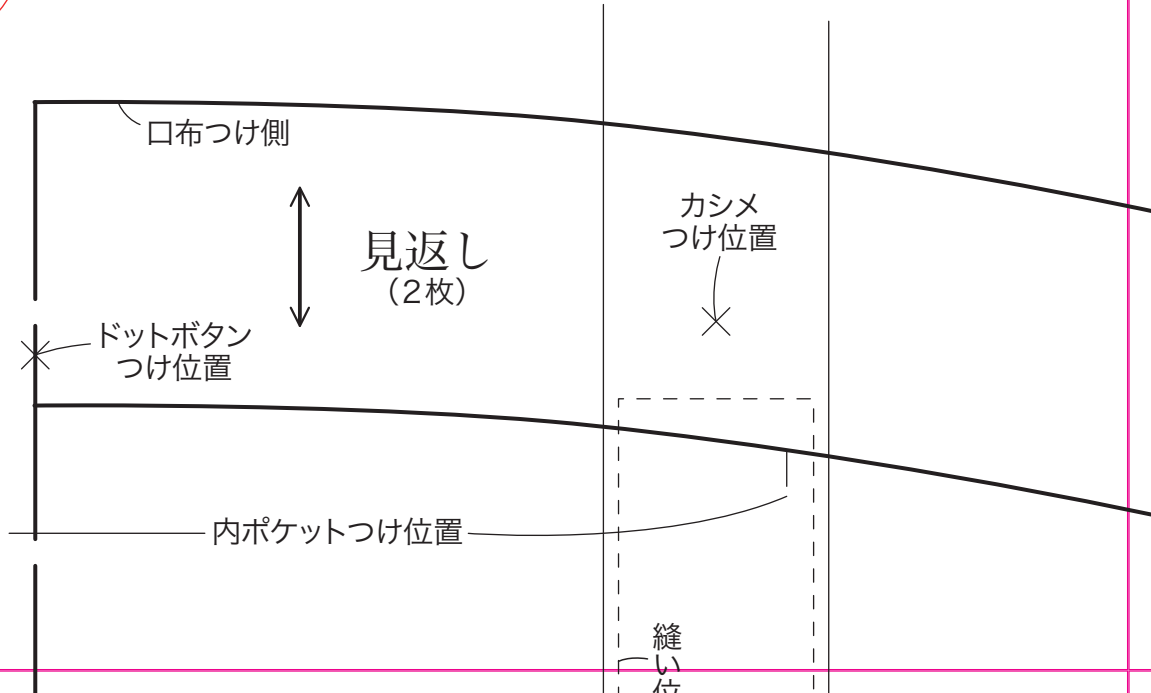 口布つけ側
カシメ
つけ位置
見返し
（2枚）
ドットボタン
つけ位置
内ポケットつけ位置
縫い